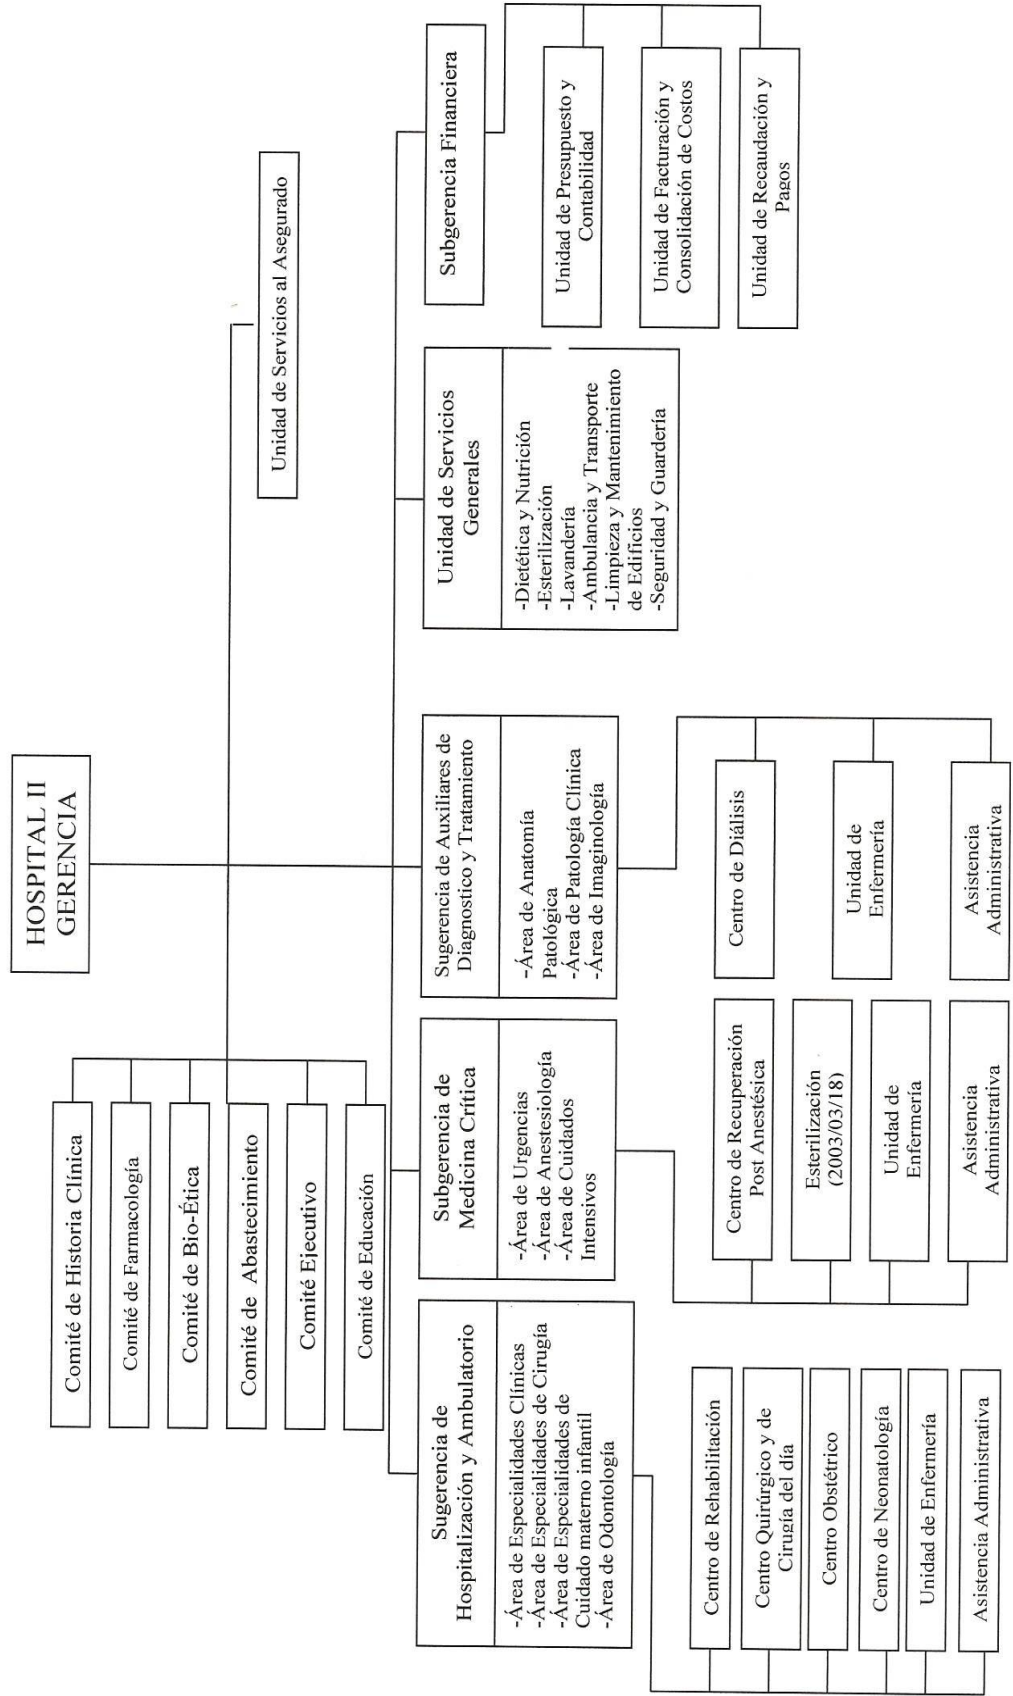 HOSPITAL II
GERENCIA
Comité de Historia Clínica
Comité de Farmacología
Comité de Bio-Ética
Comité de Abastecimiento
Comité Ejecutivo
Comité de Educación
Unidad de Servicios al Asegurado
Sugerencia de
Hospitalización y Ambulatorio
-Área de Especialidades Clínicas
-Área de Especialidades de Cirugía
-Área de Especialidades de
Cuidado materno infantil
-Área de Odontología
Centro de Rehabilitación
Centro Quirúrgico y de
Cirugía del día
Centro Obstétrico
Centro de Neonatología
Unidad de Enfermería
Asistencia Administrativa
Subgerencia de
Medicina Crítica
-Área de Urgencias
-Área de Anestesiología
-Área de Cuidados
Intensivos
Centro de Recuperación
Post Anestésica
Esterilización
(2003/03/18)
Unidad de
Enfermería
Asistencia
Administrativa
Sugerencia de Auxiliares de
Diagnostico y Tratamiento
-Área de Anatomía
Patológica
-Área de Patología Clínica
-Área de Imaginología
Centro de Diálisis
Unidad de
Enfermería
Asistencia
Administrativa
Unidad de Servicios
Generales
-Dietética y Nutrición
-Esterilización
-Lavandería
-Ambulancia y Transporte
-Limpieza y Mantenimiento
de Edificios
-Seguridad y Guardería
Subgerencia Financiera
Unidad de Presupuesto y
Contabilidad
Unidad de Facturación y
Consolidación de Costos
Unidad de Recaudación y
Pagos